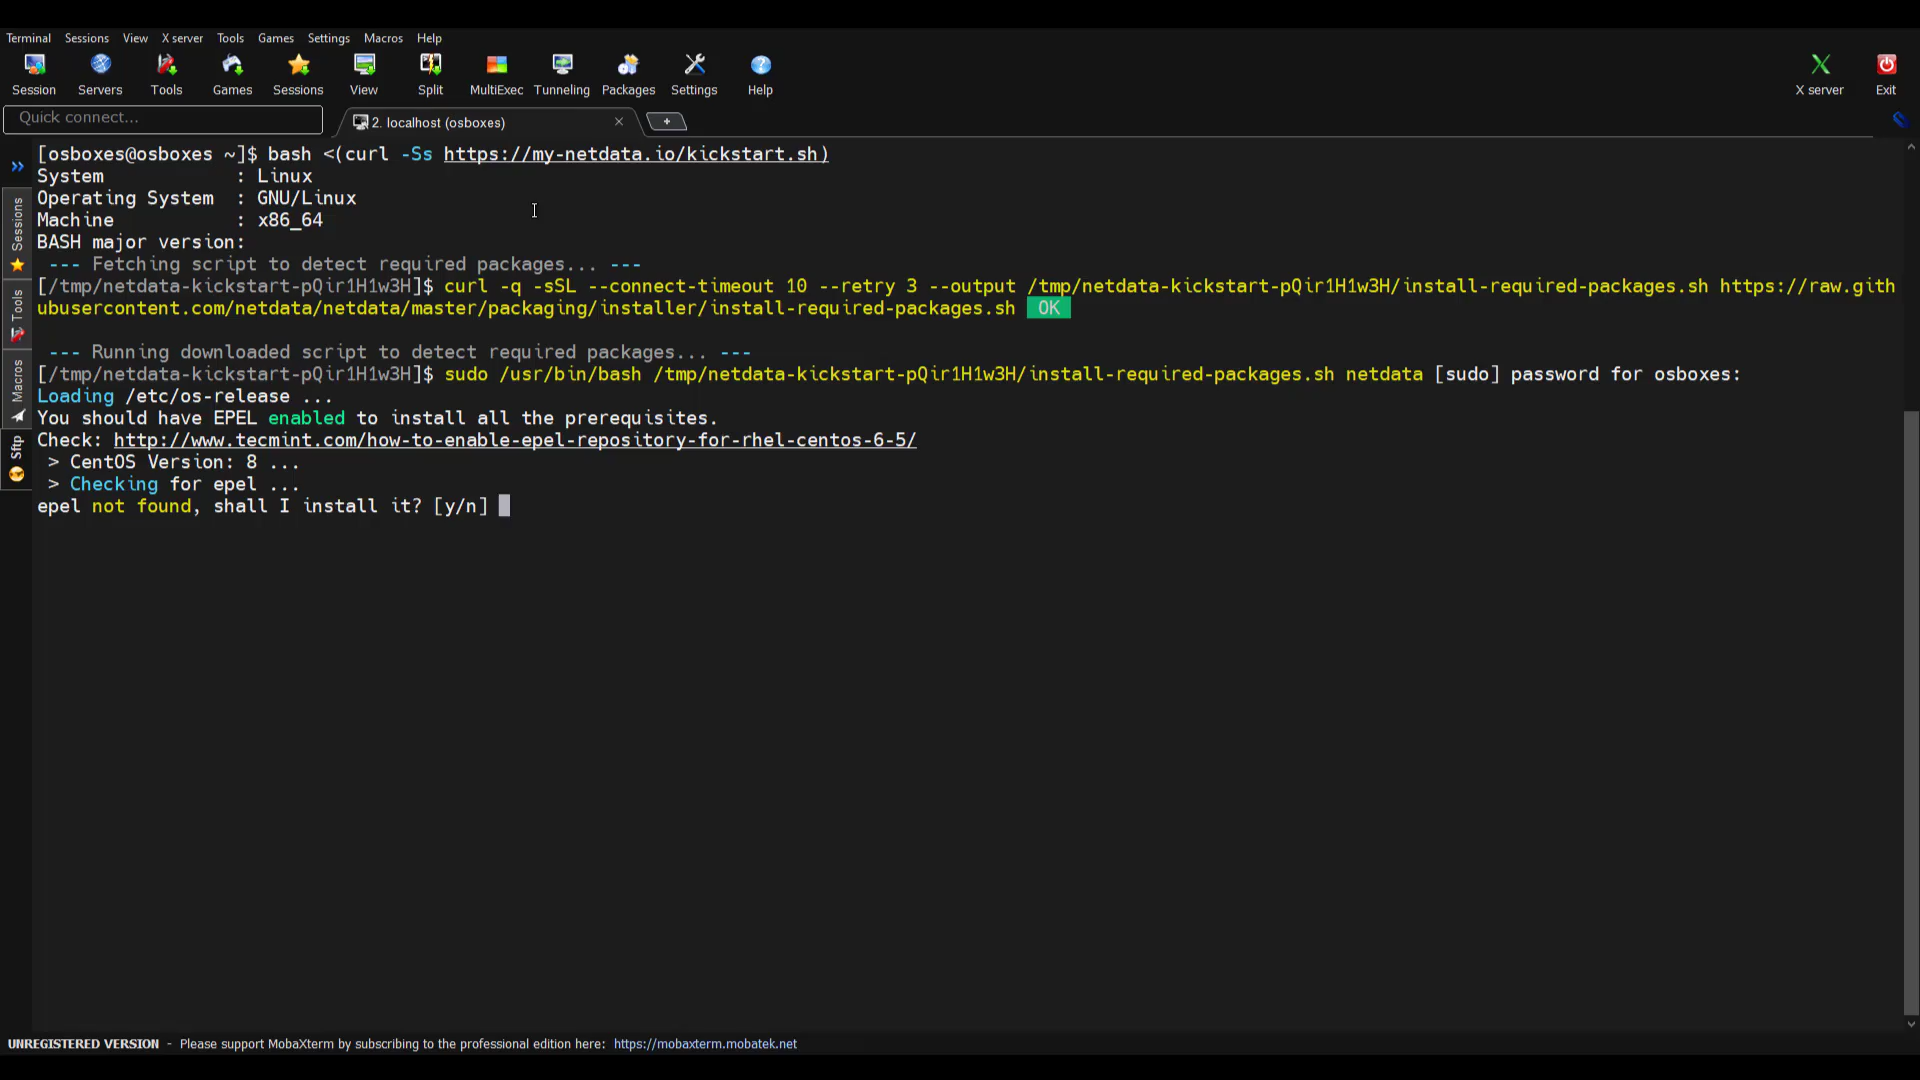 Terminal Sessions View X server Tools Games Settings Macros Help
Session Servers Tools Games Sessions View Split MultiExec Tunneling Packages Settings Help X server Exit
Quick connect...
2. localhost (osboxes)
Sessions
Tools
Macros
Sftp
[osboxes@osboxes ~]$ bash <(curl -Ss https://my-netdata.io/kickstart.sh)
System            : Linux
Operating System  : GNU/Linux
Machine           : x86_64
BASH major version:
 --- Fetching script to detect required packages... ---
[/tmp/netdata-kickstart-pQir1H1w3H]$ curl -q -sSL --connect-timeout 10 --retry 3 --output /tmp/netdata-kickstart-pQir1H1w3H/install-required-packages.sh https://raw.gith
ubusercontent.com/netdata/netdata/master/packaging/installer/install-required-packages.sh  OK
 --- Running downloaded script to detect required packages... ---
[/tmp/netdata-kickstart-pQir1H1w3H]$ sudo /usr/bin/bash /tmp/netdata-kickstart-pQir1H1w3H/install-required-packages.sh netdata [sudo] password for osboxes:
Loading /etc/os-release ...
You should have EPEL enabled to install all the prerequisites.
Check: http://www.tecmint.com/how-to-enable-epel-repository-for-rhel-centos-6-5/
 > CentOS Version: 8 ...
 > Checking for epel ...
epel not found, shall I install it? [y/n]
UNREGISTERED VERSION - Please support MobaXterm by subscribing to the professional edition here: https://mobaxterm.mobatek.net